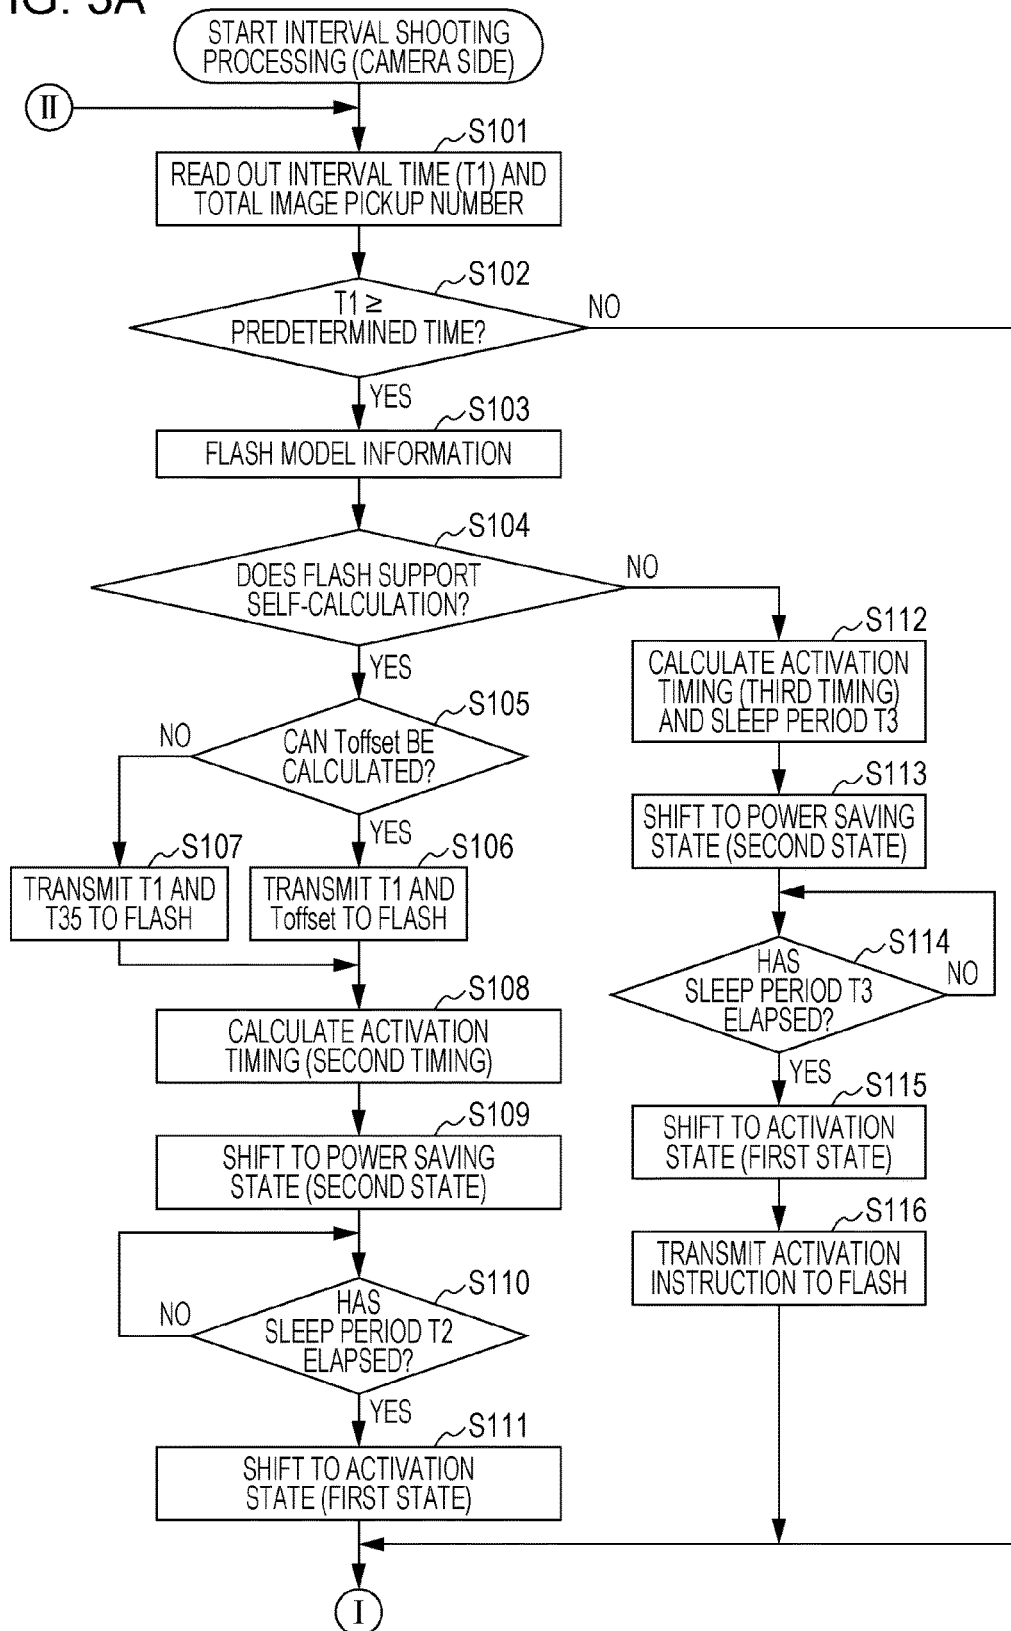 FIG. 3A
START INTERVAL SHOOTING
PROCESSING (CAMERA SIDE)
II
S101
READ OUT INTERVAL TIME (T1) AND
TOTAL IMAGE PICKUP NUMBER
S102
T1 ≥
PREDETERMINED TIME?
NO
YES
S103
FLASH MODEL INFORMATION
S104
DOES FLASH SUPPORT
SELF-CALCULATION?
NO
YES
S112
CALCULATE ACTIVATION
TIMING (THIRD TIMING)
AND SLEEP PERIOD T3
S105
CAN Toffset BE
CALCULATED?
NO
YES
S113
SHIFT TO POWER SAVING
STATE (SECOND STATE)
S107
TRANSMIT T1 AND
T35 TO FLASH
S106
TRANSMIT T1 AND
Toffset TO FLASH
S114
HAS
SLEEP PERIOD T3
ELAPSED?
NO
YES
S108
CALCULATE ACTIVATION
TIMING (SECOND TIMING)
S115
SHIFT TO ACTIVATION
STATE (FIRST STATE)
S109
SHIFT TO POWER SAVING
STATE (SECOND STATE)
S116
TRANSMIT ACTIVATION
INSTRUCTION TO FLASH
S110
HAS
SLEEP PERIOD T2
ELAPSED?
NO
YES
S111
SHIFT TO ACTIVATION
STATE (FIRST STATE)
I